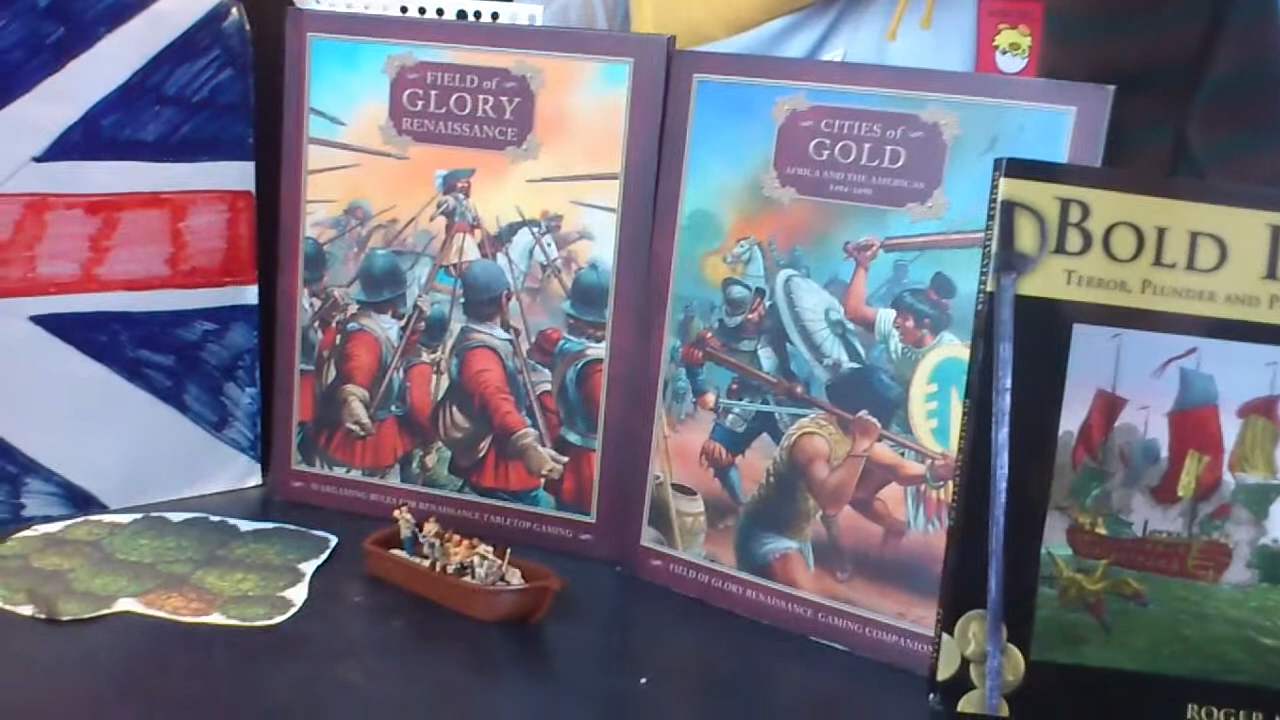 FIELD of
GLORY
RENAISSANCE
WARGAMING RULES FOR RENAISSANCE TABLETOP GAMING
CITIES of
GOLD
AFRICA AND THE AMERICAS
FIELD OF GLORY RENAISSANCE GAMING COMPANION
BOLD
TERROR, PLUNDER AND P
ROGER